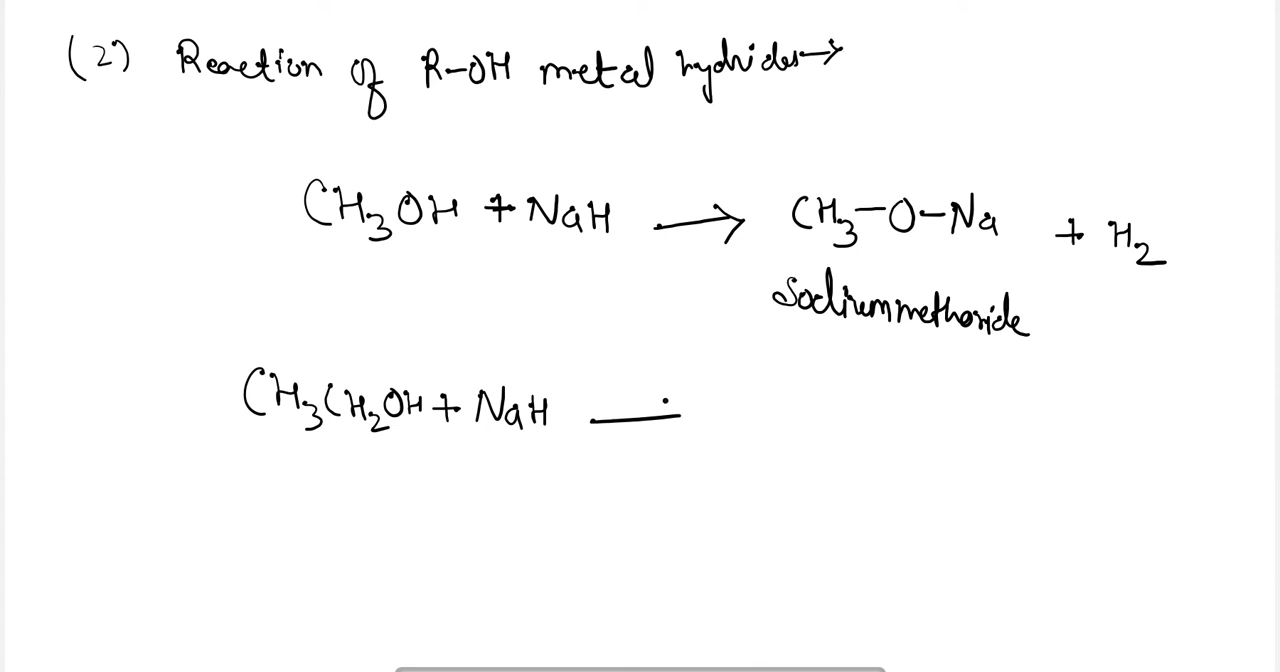 (2) Reaction of R-OH metal hydrides→
CH₃OH + NaH ⟶ CH₃-O-Na + H₂
Sodiummethoxide
CH₃CH₂OH + NaH —